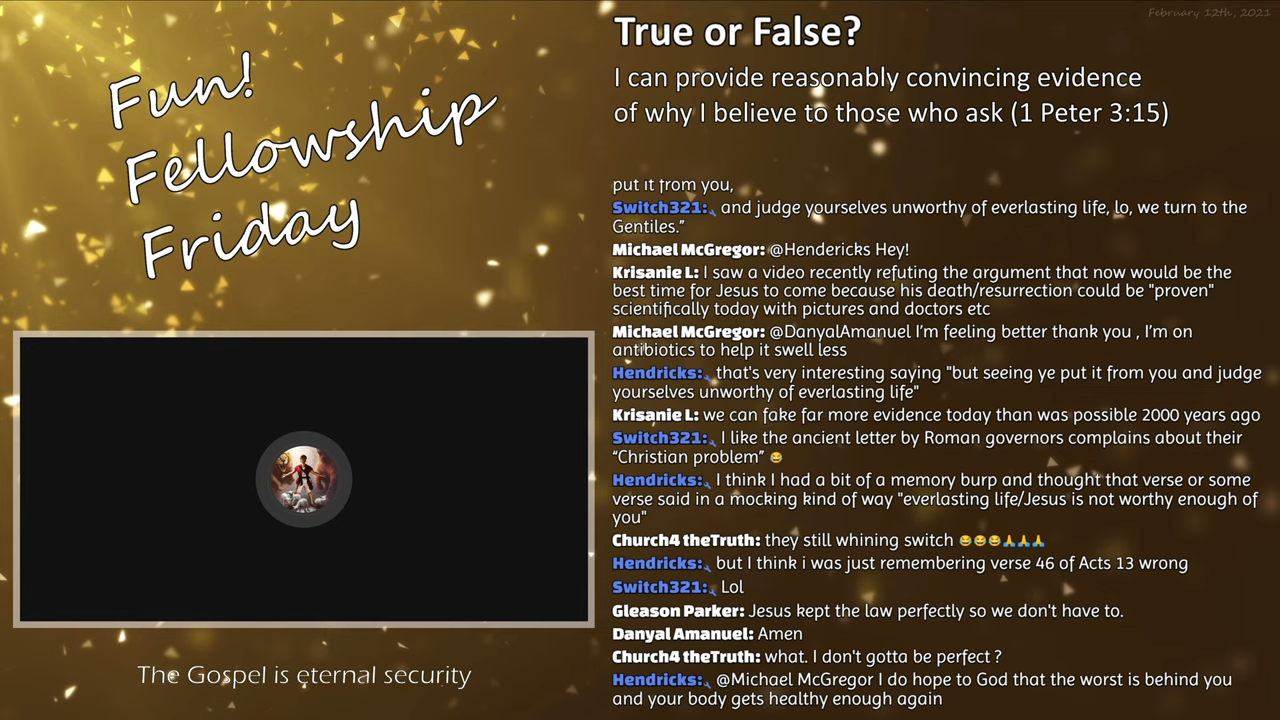 February 12th, 2021
Fun!
Fellowship
Friday
The Gospel is eternal security
True or False?
I can provide reasonably convincing evidence
of why I believe to those who ask (1 Peter 3:15)
put it from you,
Switch321: and judge yourselves unworthy of everlasting life, lo, we turn to the
Gentiles.”
Michael McGregor: @Hendericks Hey!
Krisanie L: I saw a video recently refuting the argument that now would be the
best time for Jesus to come because his death/resurrection could be "proven"
scientifically today with pictures and doctors etc
Michael McGregor: @DanyalAmanuel I’m feeling better thank you , I’m on
antibiotics to help it swell less
Hendricks: that's very interesting saying "but seeing ye put it from you and judge
yourselves unworthy of everlasting life"
Krisanie L: we can fake far more evidence today than was possible 2000 years ago
Switch321: I like the ancient letter by Roman governors complains about their
“Christian problem” 😂
Hendricks: I think I had a bit of a memory burp and thought that verse or some
verse said in a mocking kind of way "everlasting life/Jesus is not worthy enough of
you"
Church4 theTruth: they still whining switch 😂😂😂🙏🙏🙏
Hendricks: but I think i was just remembering verse 46 of Acts 13 wrong
Switch321: Lol
Gleason Parker: Jesus kept the law perfectly so we don't have to.
Danyal Amanuel: Amen
Church4 theTruth: what. I don't gotta be perfect ?
Hendricks: @Michael McGregor I do hope to God that the worst is behind you
and your body gets healthy enough again